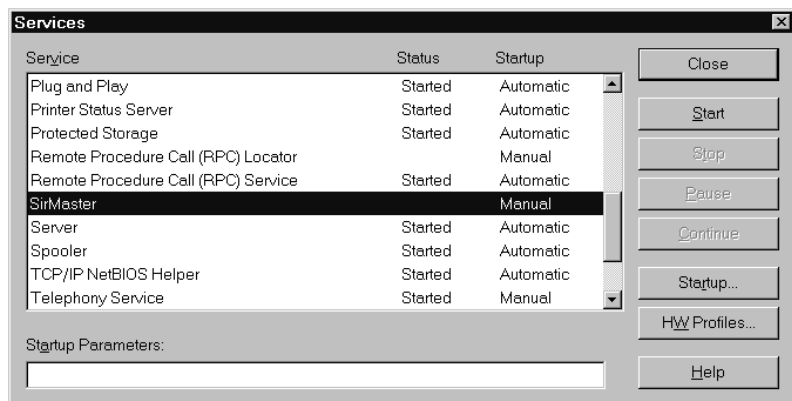 Services
Service Status Startup
Plug and Play Started Automatic
Printer Status Server Started Automatic
Protected Storage Started Automatic
Remote Procedure Call (RPC) Locator Manual
Remote Procedure Call (RPC) Service Started Automatic
SirMaster Manual
Server Started Automatic
Spooler Started Automatic
TCP/IP NetBIOS Helper Started Automatic
Telephony Service Started Manual
Startup Parameters:
Close
Start
Stop
Pause
Continue
Startup...
HW Profiles...
Help